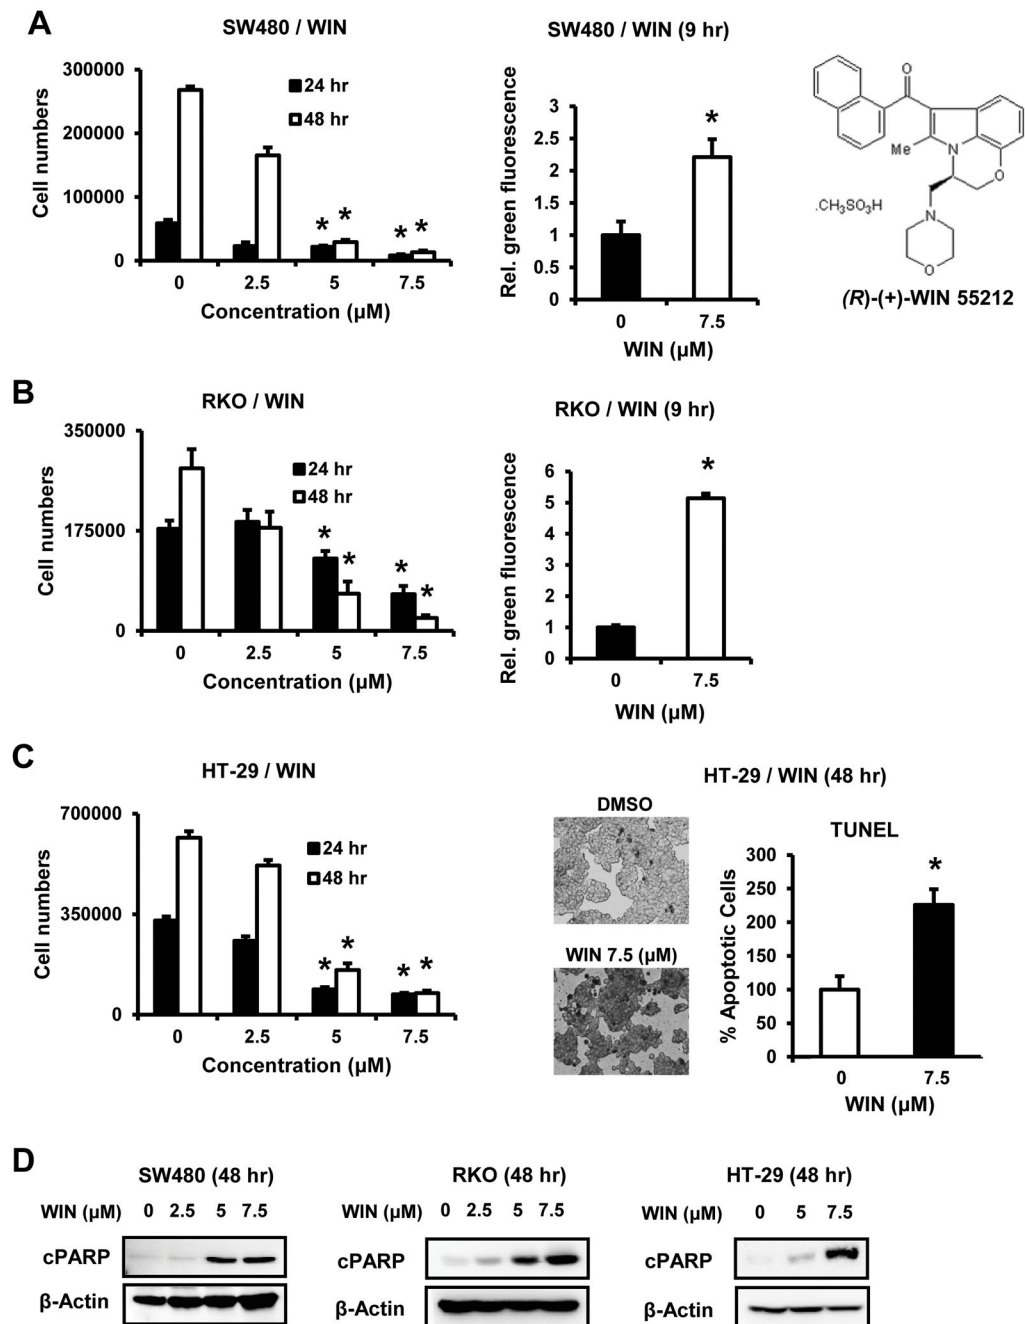 A
SW480 / WIN
300000
200000
100000
0
Cell numbers
24 hr
48 hr
* * * *
0 2.5 5 7.5
Concentration (µM)
SW480 / WIN (9 hr)
3
2.5
2
1.5
1
0.5
0
Rel. green fluorescence
*
0 7.5
WIN (µM)
O
Me
N
O
.CH3SO3H
N
O
(R)-(+)-WIN 55212
B
RKO / WIN
350000
175000
0
Cell numbers
24 hr
48 hr
* * * *
0 2.5 5 7.5
Concentration (µM)
RKO / WIN (9 hr)
6
5
4
3
2
1
0
Rel. green fluorescence
*
0 7.5
WIN (µM)
C
HT-29 / WIN
700000
350000
0
Cell numbers
24 hr
48 hr
* * * *
0 2.5 5 7.5
Concentration (µM)
HT-29 / WIN (48 hr)
DMSO
WIN 7.5 (µM)
TUNEL
300
250
200
150
100
50
0
% Apoptotic Cells
*
0 7.5
WIN (µM)
D
SW480 (48 hr)
WIN (µM) 0 2.5 5 7.5
cPARP
β-Actin
RKO (48 hr)
WIN (µM) 0 2.5 5 7.5
cPARP
β-Actin
HT-29 (48 hr)
WIN (µM) 0 5 7.5
cPARP
β-Actin